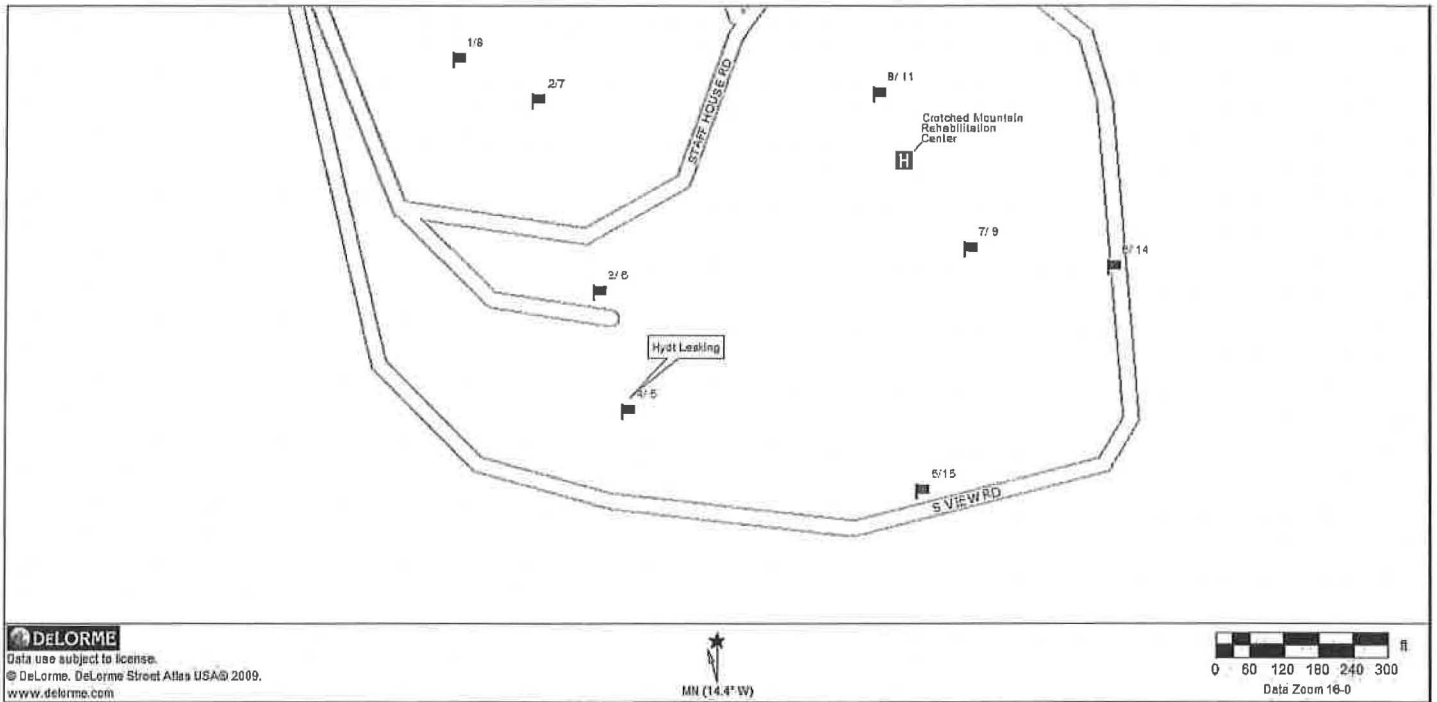 1/8
2/7
STAFF HOUSE RD
8/ 11
Crotched Mountain
Rehabilitation
Center
H
7/ 9
6/ 14
2/ 6
Hydt Leaking
4/ 5
5/15
S VIEW RD
DELORME
Data use subject to license.
© DeLorme. DeLorme Street Atlas USA® 2009.
www.delorme.com
MN (14.4° W)
ft
0 60 120 180 240 300
Data Zoom 16-0